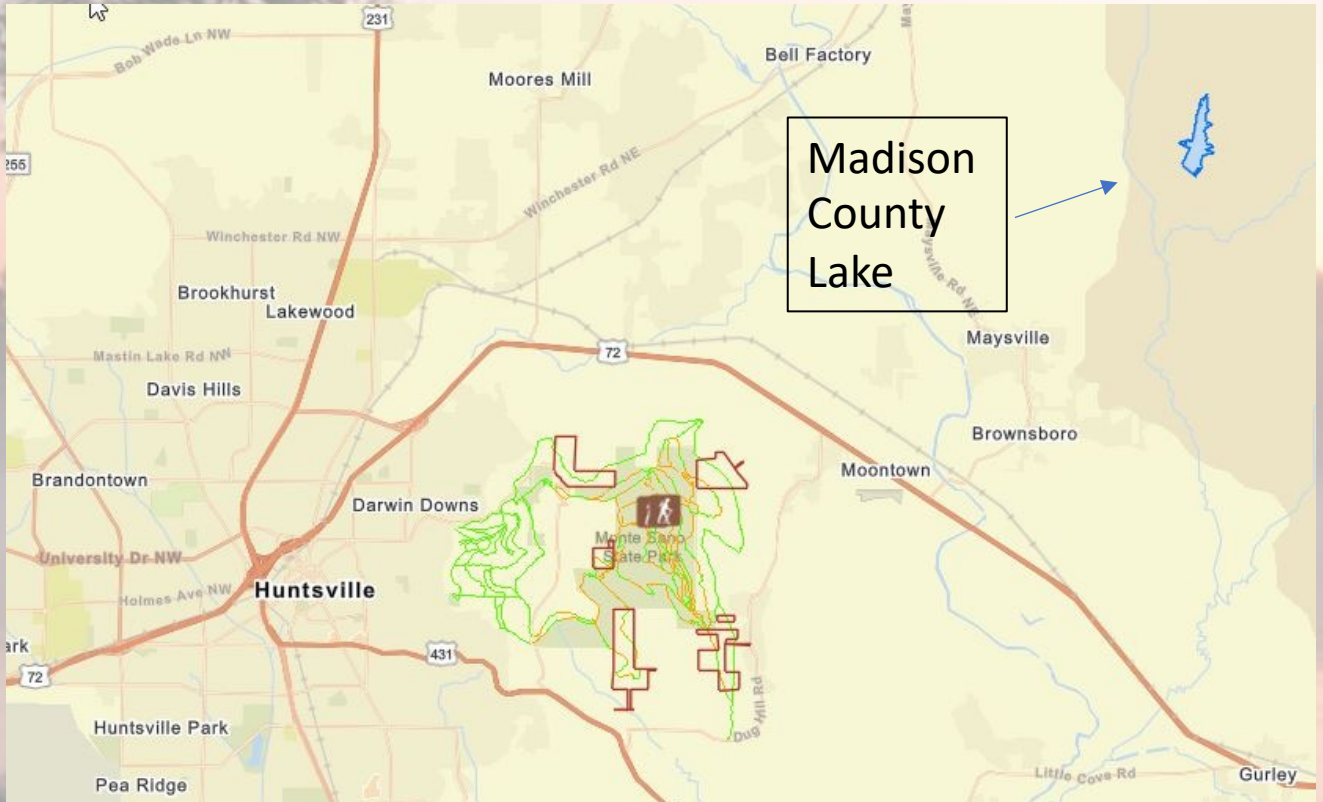 231
Bob Wade Ln NW
Bell Factory
Moores Mill
255
Madison
County
Lake
Winchester Rd NE
Winchester Rd NW
Maysville Rd NE
Brookhurst
Lakewood
Maysville
72
Mastin Lake Rd NW
Davis Hills
Brownsboro
Moontown
Brandontown
Darwin Downs
Monte Sano
State Park
University Dr NW
Huntsville
Holmes Ave NW
ark
431
72
Dug Hill Rd
Huntsville Park
Little Cove Rd
Gurley
Pea Ridge